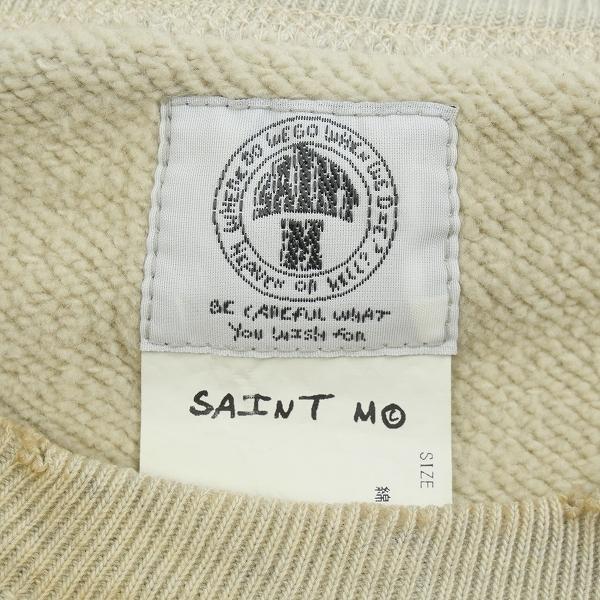 WHERE DO WE GO WHEN WE DIE?
HEAVEN OR HELL?
SAINT
M
BE CAREFUL WHAT
YOU WISH FOR
SAINT M
SIZE
綿